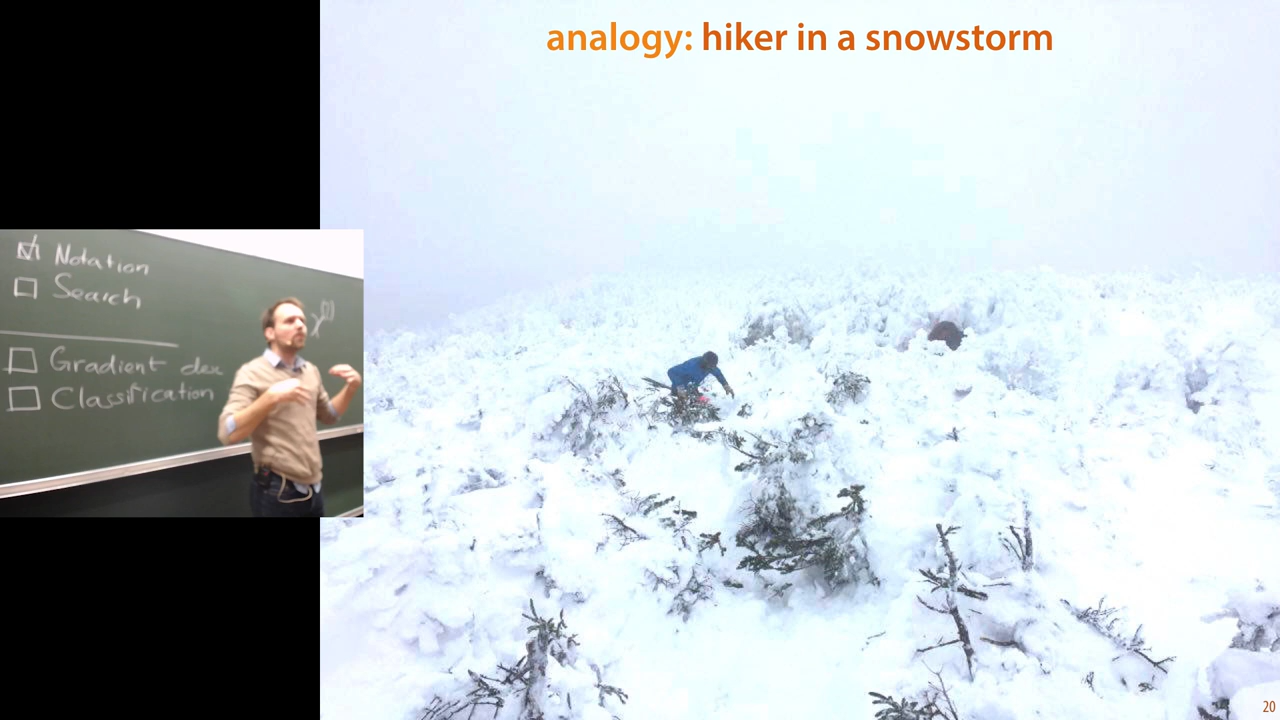 analogy: hiker in a snowstorm
Notation
Search
Gradient
Classification
20